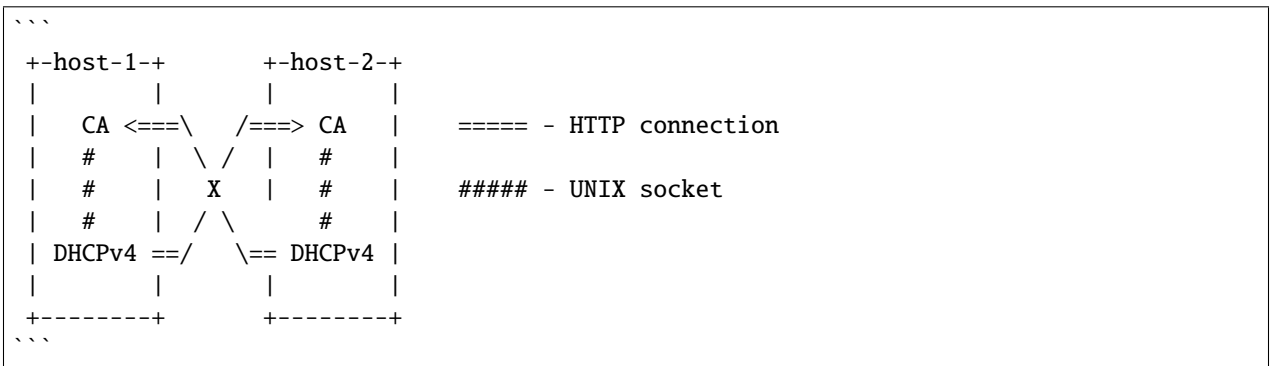 ```
 +-host-1-+       +-host-2-+
 |        |       |        |
 |   CA <===\   /===> CA   |    ===== - HTTP connection
 |   #    |  \ /  |   #    |
 |   #    |   X   |   #    |    ##### - UNIX socket
 |   #    |  / \      #    |
 | DHCPv4 ==/   \== DHCPv4 |
 |        |       |        |
 +--------+       +--------+
```